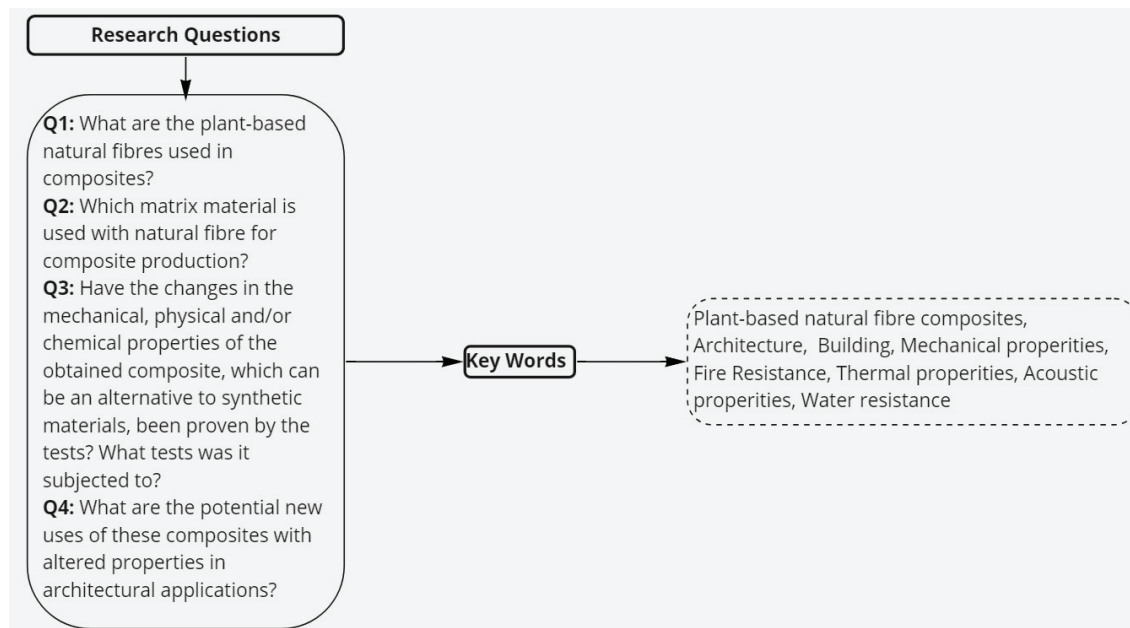 Research Questions
Q1: What are the plant-based
natural fibres used in
composites?
Q2: Which matrix material is
used with natural fibre for
composite production?
Q3: Have the changes in the
mechanical, physical and/or
chemical properties of the
obtained composite, which can
be an alternative to synthetic
materials, been proven by the
tests? What tests was it
subjected to?
Q4: What are the potential new
uses of these composites with
altered properties in
architectural applications?
Key Words
Plant-based natural fibre composites,
Architecture, Building, Mechanical properities,
Fire Resistance, Thermal properities, Acoustic
properities, Water resistance